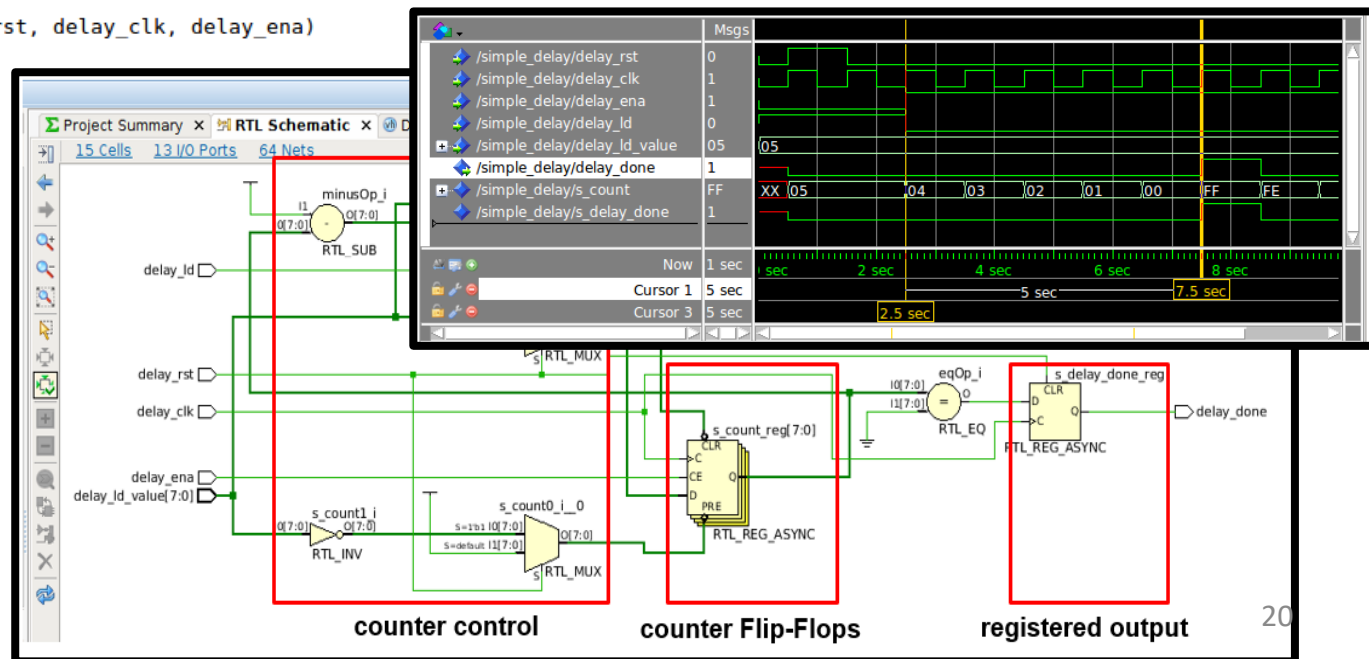 rst, delay_clk, delay_ena)
Msgs
/simple_delay/delay_rst 0
/simple_delay/delay_clk 1
/simple_delay/delay_ena 1
/simple_delay/delay_ld 0
/simple_delay/delay_ld_value 05 05
/simple_delay/delay_done 1
/simple_delay/s_count FF XX 05 04 03 02 01 00 FF FE
/simple_delay/s_delay_done 1
Now 1 sec sec 2 sec 4 sec 6 sec 8 sec
Cursor 1 5 sec 5 sec 7.5 sec
Cursor 3 5 sec 2.5 sec
Σ Project Summary × RTL Schematic × D
15 Cells 13 I/O Ports 64 Nets
minusOp_i
I1
O[7:0]
0[7:0]
-
RTL_SUB
delay_ld
S RTL_MUX
delay_rst
delay_clk
delay_ena
delay_ld_value[7:0]
s_count1_i
0[7:0] O[7:0]
RTL_INV
s_count0_i__0
S=1'b1 I0[7:0]
O[7:0]
S=default I1[7:0]
S RTL_MUX
s_count_reg[7:0]
CLR
C
CE Q
D
PRE
RTL_REG_ASYNC
eqOp_i
I0[7:0]
O
I1[7:0]
=
RTL_EQ
s_delay_done_reg
CLR
D
Q
C
RTL_REG_ASYNC
delay_done
counter control
counter Flip-Flops
registered output
20